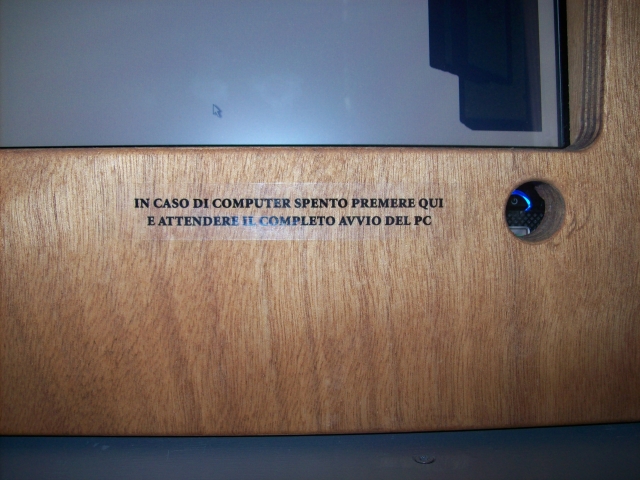 IN CASO DI COMPUTER SPENTO PREMERE QUI
E ATTENDERE IL COMPLETO AVVIO DEL PC